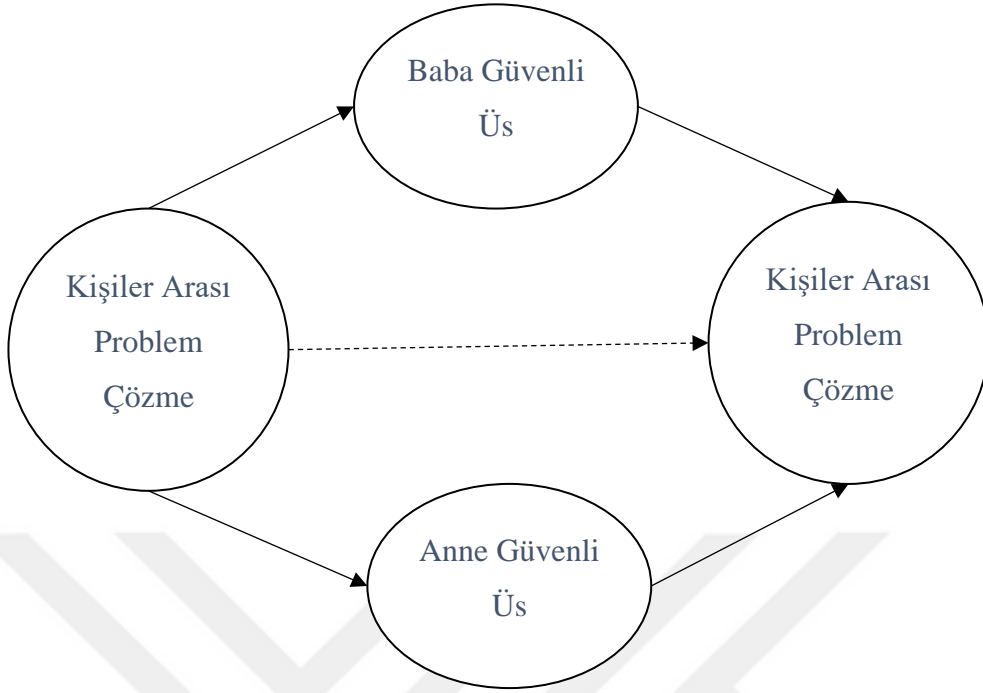 Baba Güvenli
Üs
Kişiler Arası
Problem
Çözme
Kişiler Arası
Problem
Çözme
Anne Güvenli
Üs